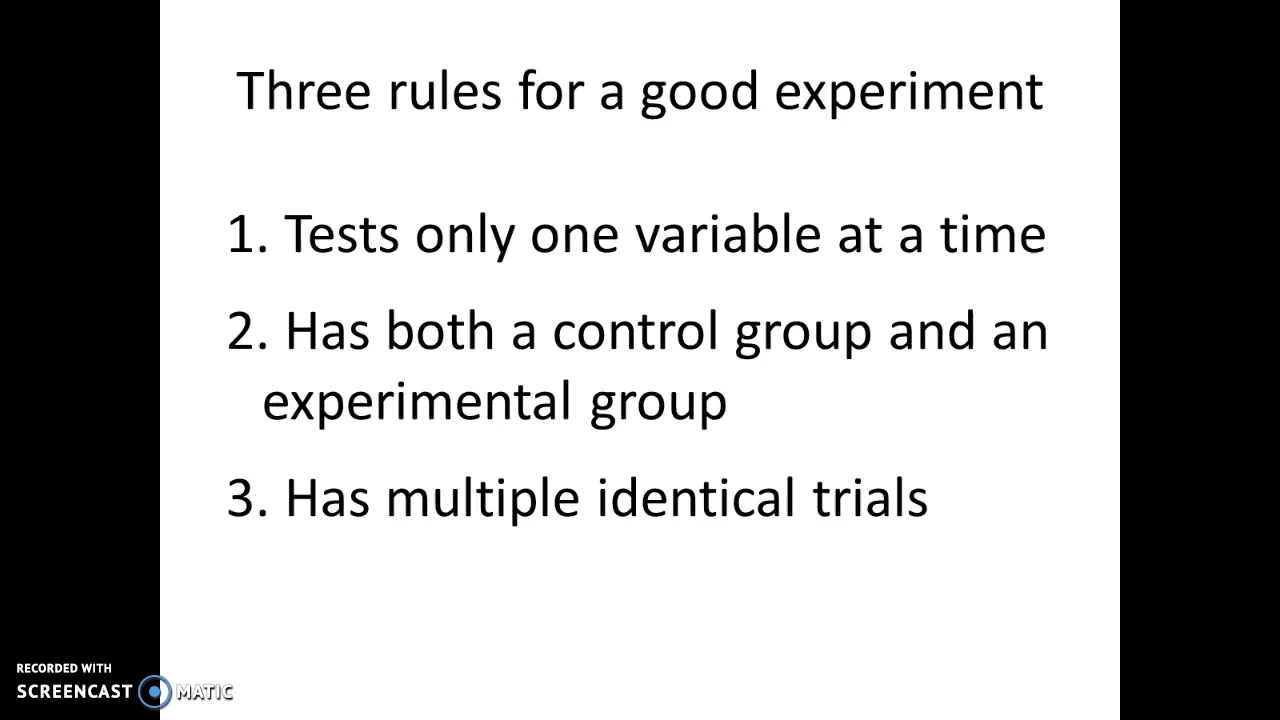 Three rules for a good experiment
1. Tests only one variable at a time
2. Has both a control group and an
experimental group
3. Has multiple identical trials
RECORDED WITH
SCREENCAST MATIC